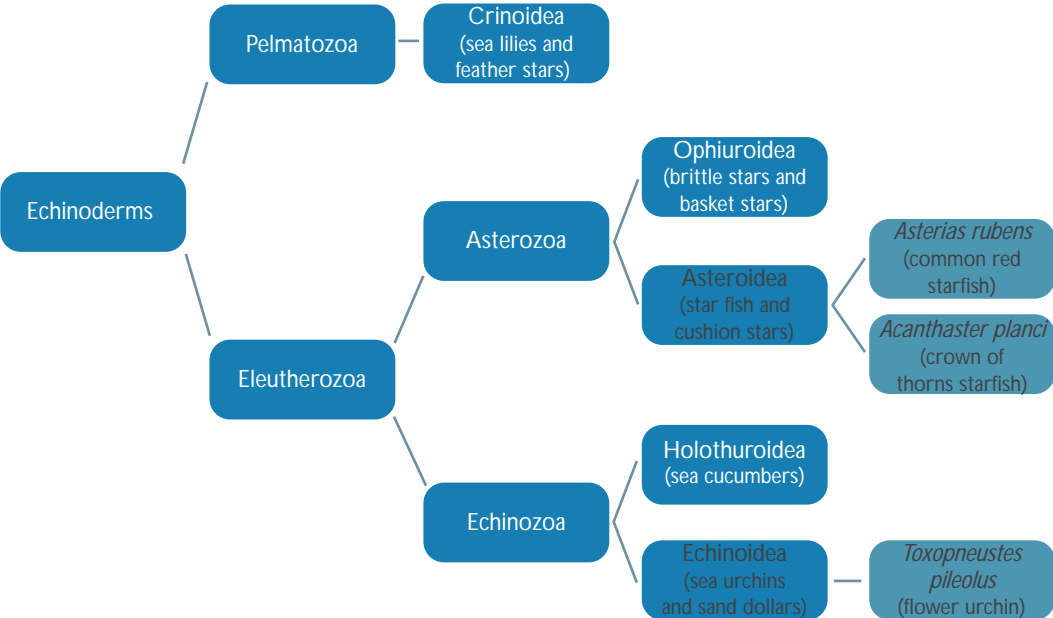 Echinoderms
Pelmatozoa
Crinoidea
(sea lilies and
feather stars)
Eleutherozoa
Asterozoa
Ophiuroidea
(brittle stars and
basket stars)
Asteroidea
(star fish and
cushion stars)
Asterias rubens
(common red
starfish)
Acanthaster planci
(crown of
thorns starfish)
Echinozoa
Holothuroidea
(sea cucumbers)
Echinoidea
(sea urchins
and sand dollars)
Toxopneustes
pileolus
(flower urchin)